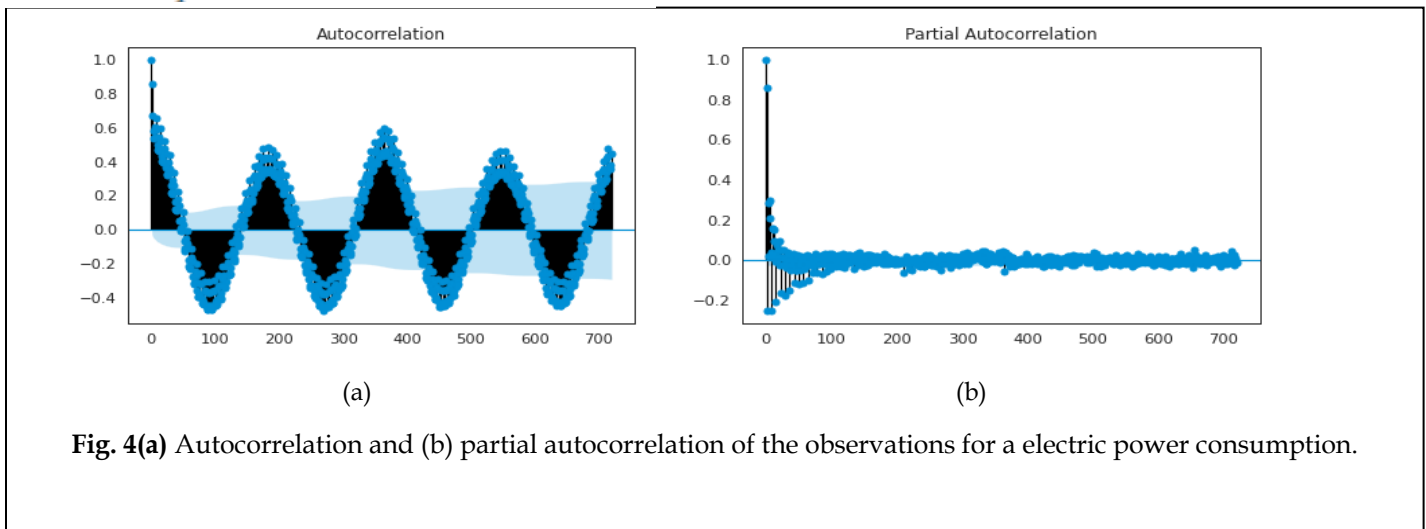 Autocorrelation
1.0
0.8
0.6
0.4
0.2
0.0
−0.2
−0.4
0 100 200 300 400 500 600 700
(a)
Partial Autocorrelation
1.0
0.8
0.6
0.4
0.2
0.0
−0.2
0 100 200 300 400 500 600 700
(b)
Fig. 4(a) Autocorrelation and (b) partial autocorrelation of the observations for a electric power consumption.